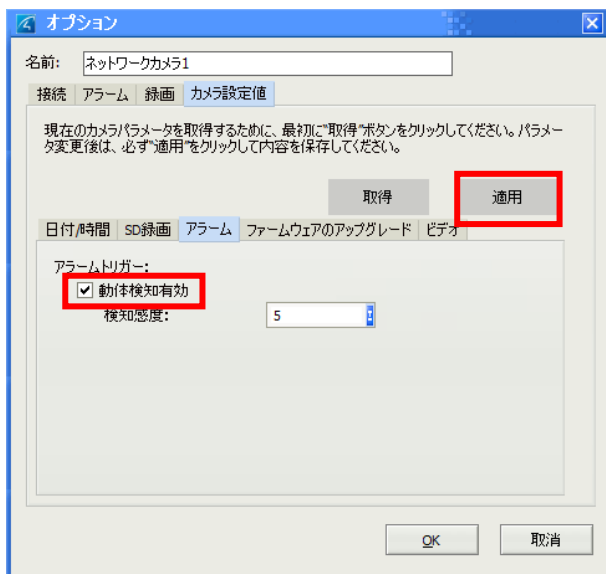 オプション
名前: ネットワークカメラ1
接続 アラーム 録画 カメラ設定値
現在のカメラパラメータを取得するために、最初に"取得"ボタンをクリックしてください。パラメー
タ変更後は、必ず"適用"をクリックして内容を保存してください。
取得 適用
日付/時間 SD録画 アラーム ファームウェアのアップグレード ビデオ
アラームトリガー:
動体検知有効
検知感度: 5
OK 取消